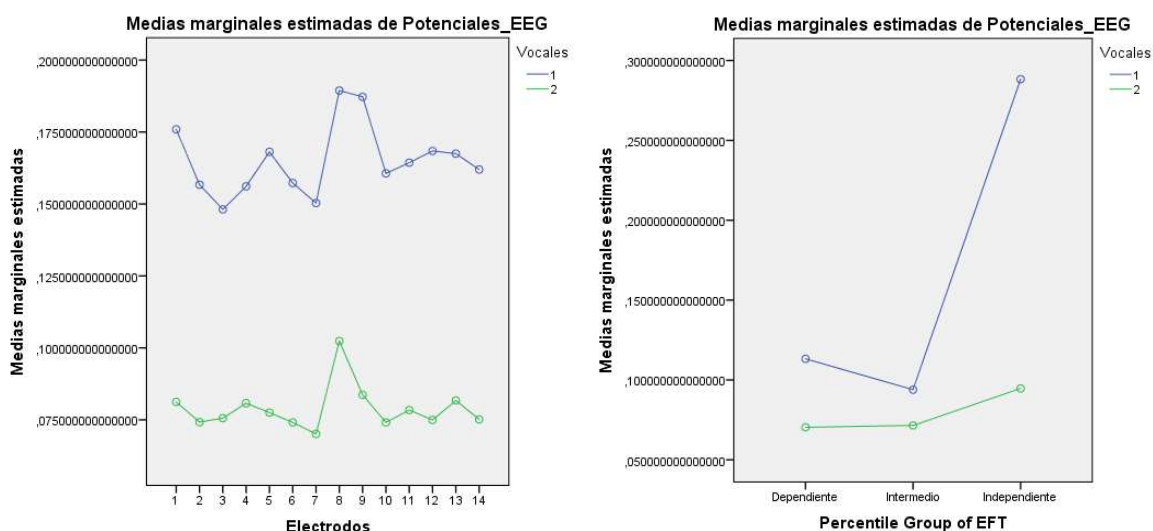 Medias marginales estimadas de Potenciales_EEG
Vocales
1
2
,200000000000000
,175000000000000
,150000000000000
,125000000000000
,100000000000000
,075000000000000
Medias marginales estimadas
1 2 3 4 5 6 7 8 9 10 11 12 13 14
Electrodos
Medias marginales estimadas de Potenciales_EEG
Vocales
1
2
,300000000000000
,250000000000000
,200000000000000
,150000000000000
,100000000000000
,050000000000000
Medias marginales estimadas
Dependiente Intermedio Independiente
Percentile Group of EFT